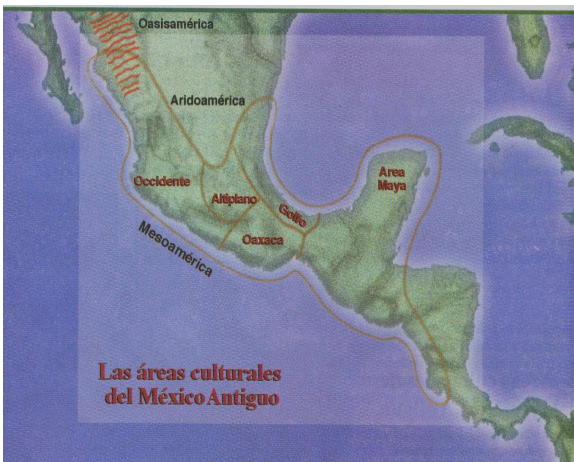 Oasisamérica
Aridoamérica
Occidente
Altiplano
Golfo
Area
Maya
Oaxaca
Mesoamérica
Las áreas culturales
del México Antiguo